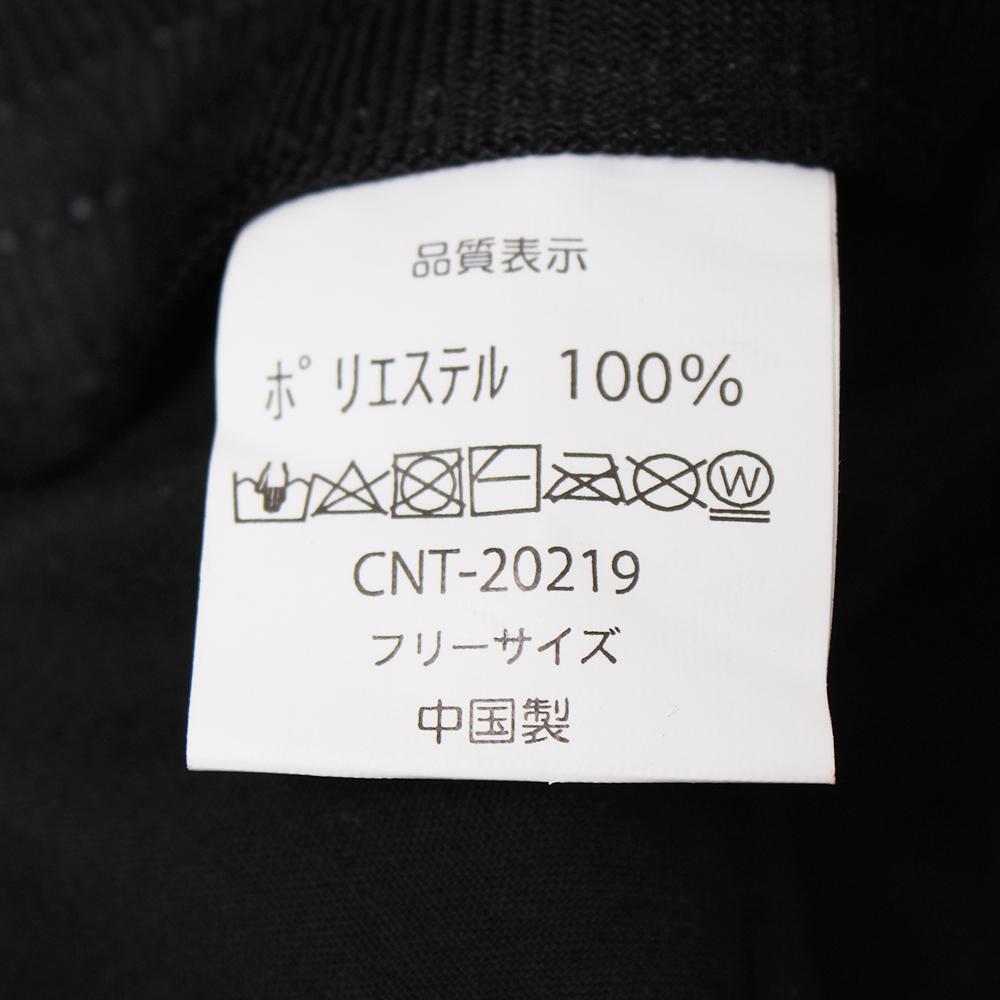 品質表示
ポリエステル 100%
W
CNT-20219
フリーサイズ
中国製